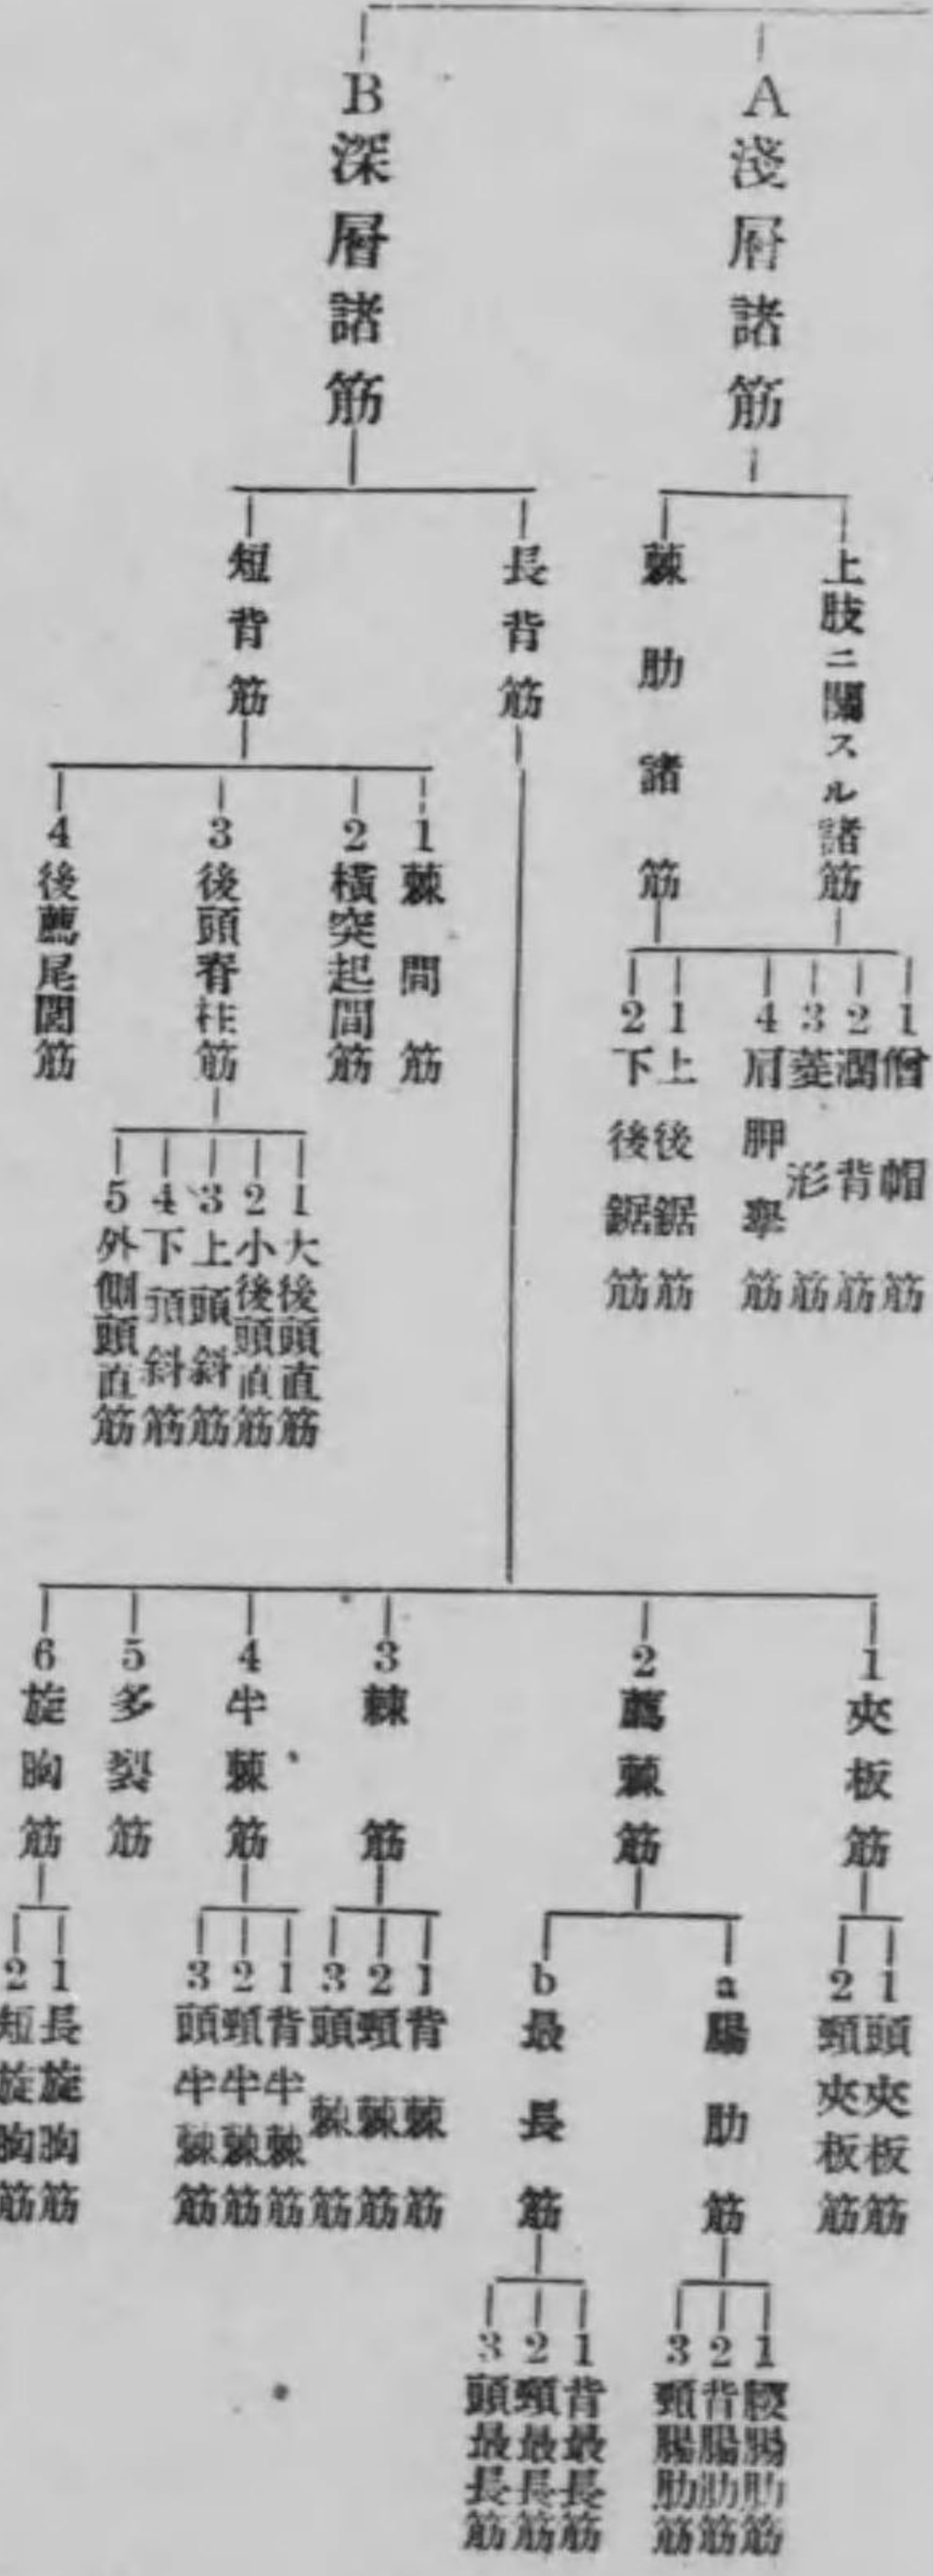 A 淺層諸筋
上肢ニ關スル諸筋
1 僧帽筋
2 濶背筋
3 菱形筋
4 肩胛擧筋
棘肋諸筋
1 上後鋸筋
2 下後鋸筋
B 深層諸筋
長背筋
1 夾板筋
1 頭夾板筋
2 頸夾板筋
2 薦棘筋
a 腸肋筋
1 腰腸肋筋
2 背腸肋筋
3 頸腸肋筋
b 最長筋
1 背最長筋
2 頸最長筋
3 頭最長筋
3 棘筋
1 背棘筋
2 頸棘筋
3 頭棘筋
4 半棘筋
1 背半棘筋
2 頸半棘筋
3 頭半棘筋
5 多裂筋
6 旋胸筋
1 長旋胸筋
2 短旋胸筋
短背筋
1 棘間筋
2 橫突起間筋
3 後頭脊柱筋
1 大後頭直筋
2 小後頭直筋
3 上頭斜筋
4 下頭斜筋
5 外側頭直筋
4 後薦尾閭筋